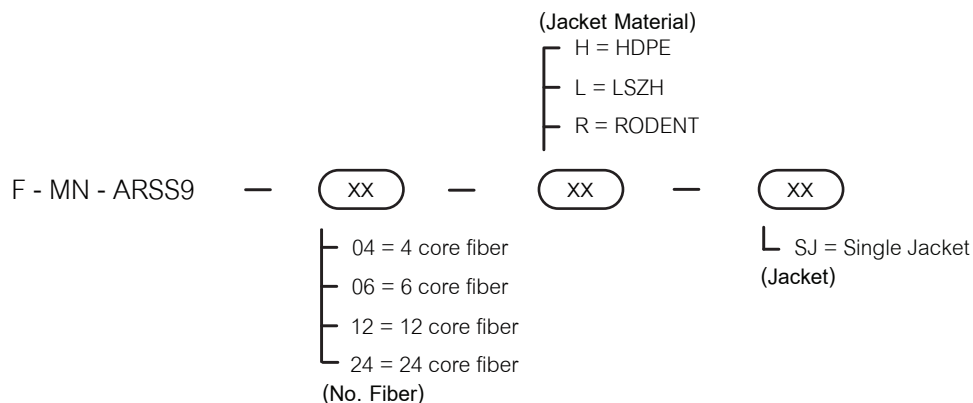 (Jacket Material)
H = HDPE
L = LSZH
R = RODENT
F - MN - ARSS9 — XX — XX — XX
04 = 4 core fiber
06 = 6 core fiber
12 = 12 core fiber
24 = 24 core fiber
(No. Fiber)
SJ = Single Jacket
(Jacket)